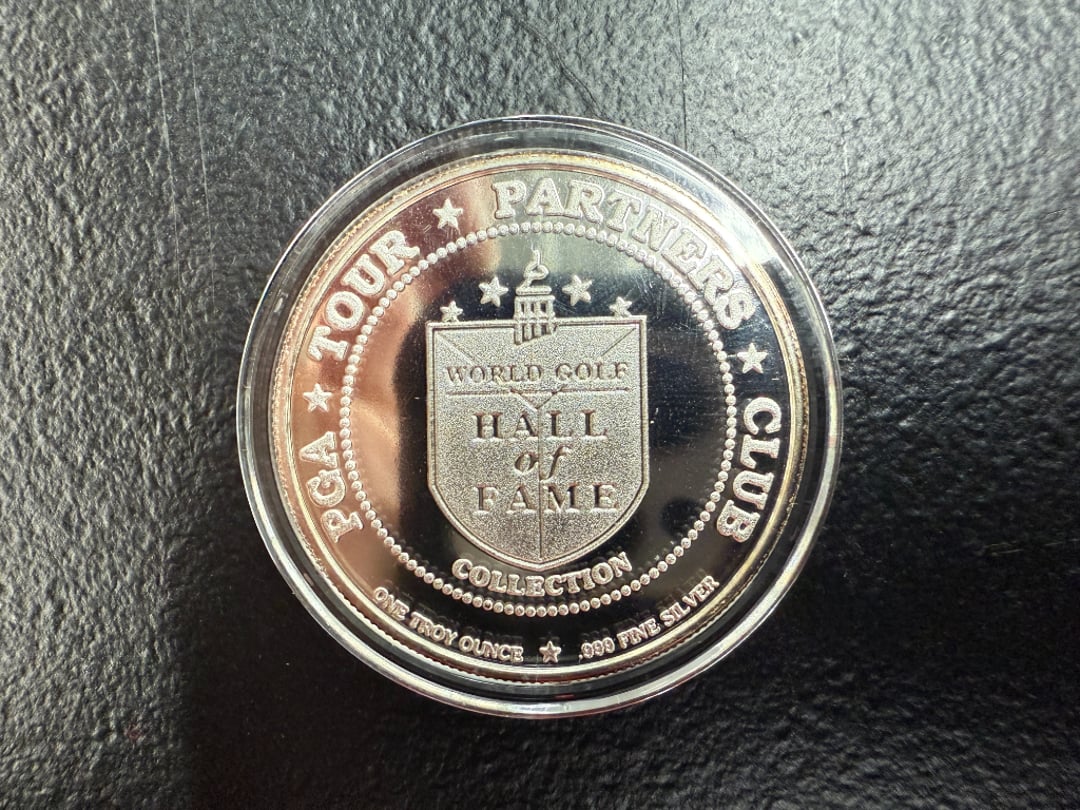 PGA ★ TOUR ★ PARTNERS ★ CLUB
WORLD GOLF
HALL
of
FAME
COLLECTION
ONE TROY OUNCE ★ .999 FINE SILVER